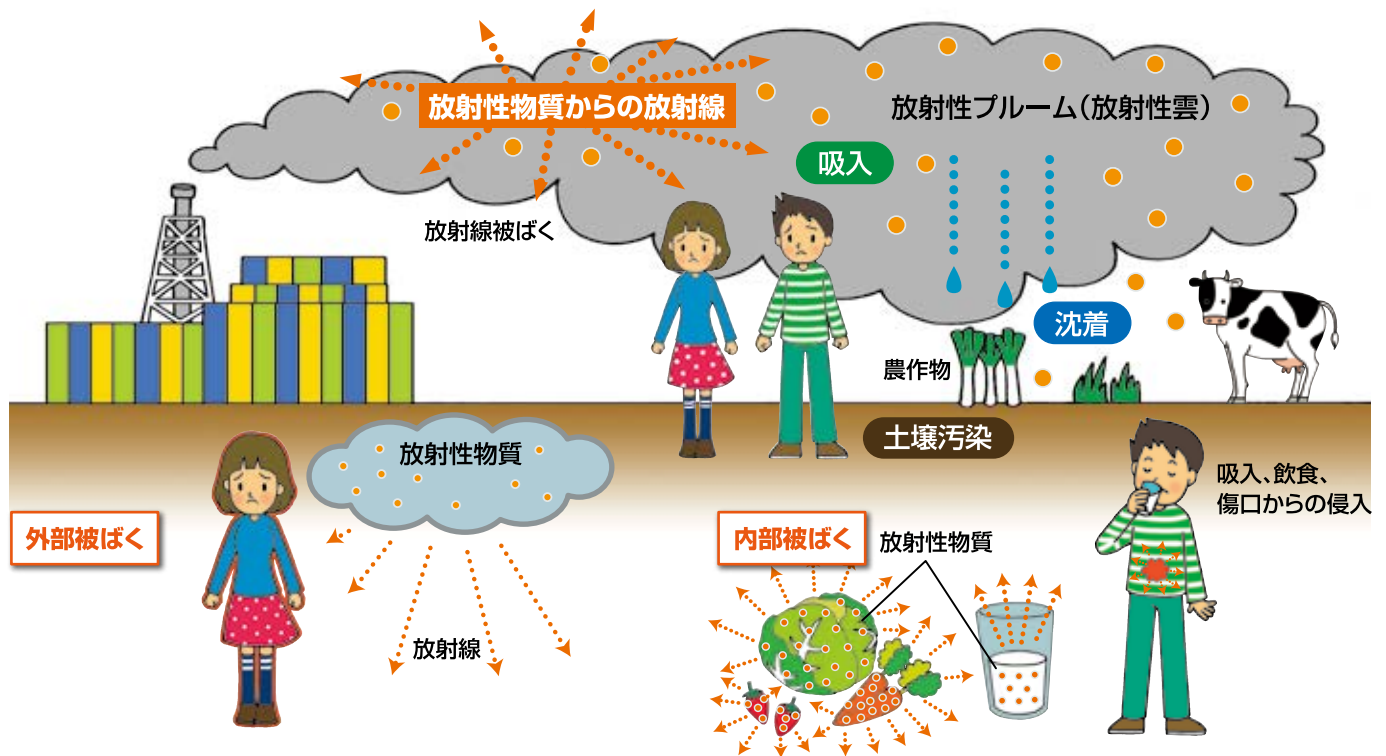 放射性物質からの放射線
放射性プルーム（放射性雲）
吸入
放射線被ばく
沈着
農作物
土壌汚染
放射性物質
外部被ばく
放射線
内部被ばく
放射性物質
吸入、飲食、
傷口からの侵入